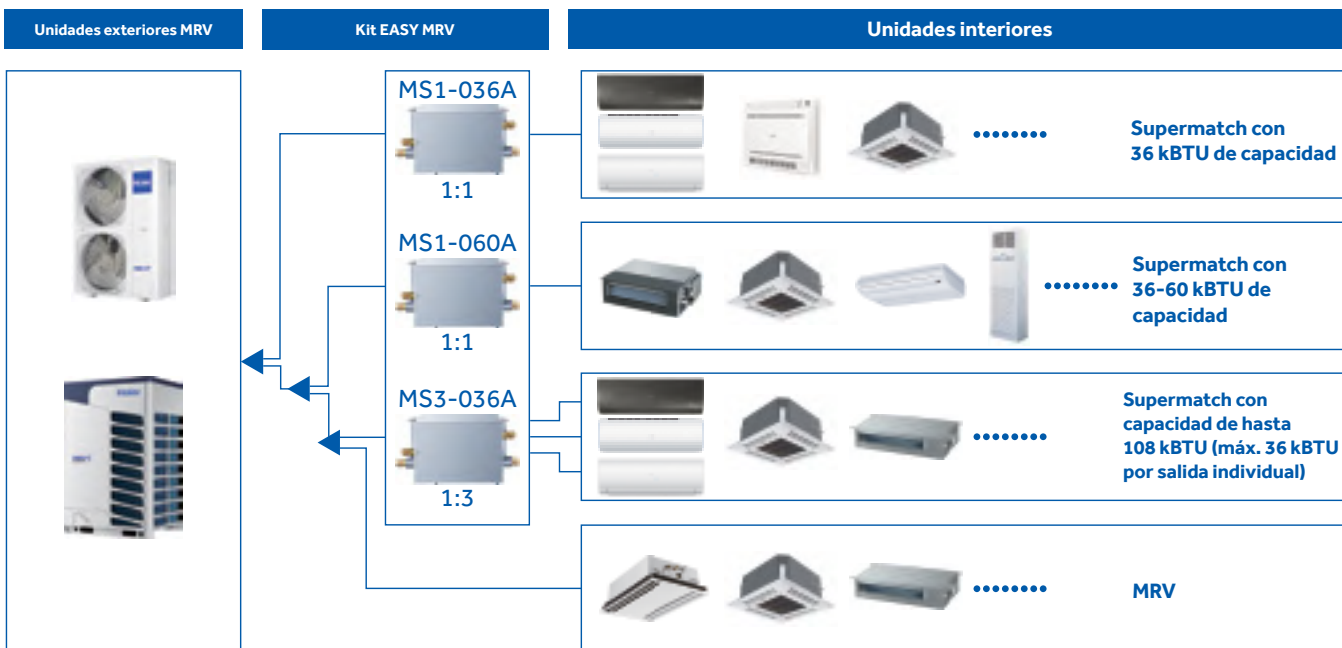 Unidades exteriores MRV
Kit EASY MRV
Unidades interiores
MS1-036A
1:1
Supermatch con
36 kBTU de capacidad
MS1-060A
1:1
Supermatch con
36-60 kBTU de
capacidad
MS3-036A
1:3
Supermatch con
capacidad de hasta
108 kBTU (máx. 36 kBTU
por salida individual)
MRV